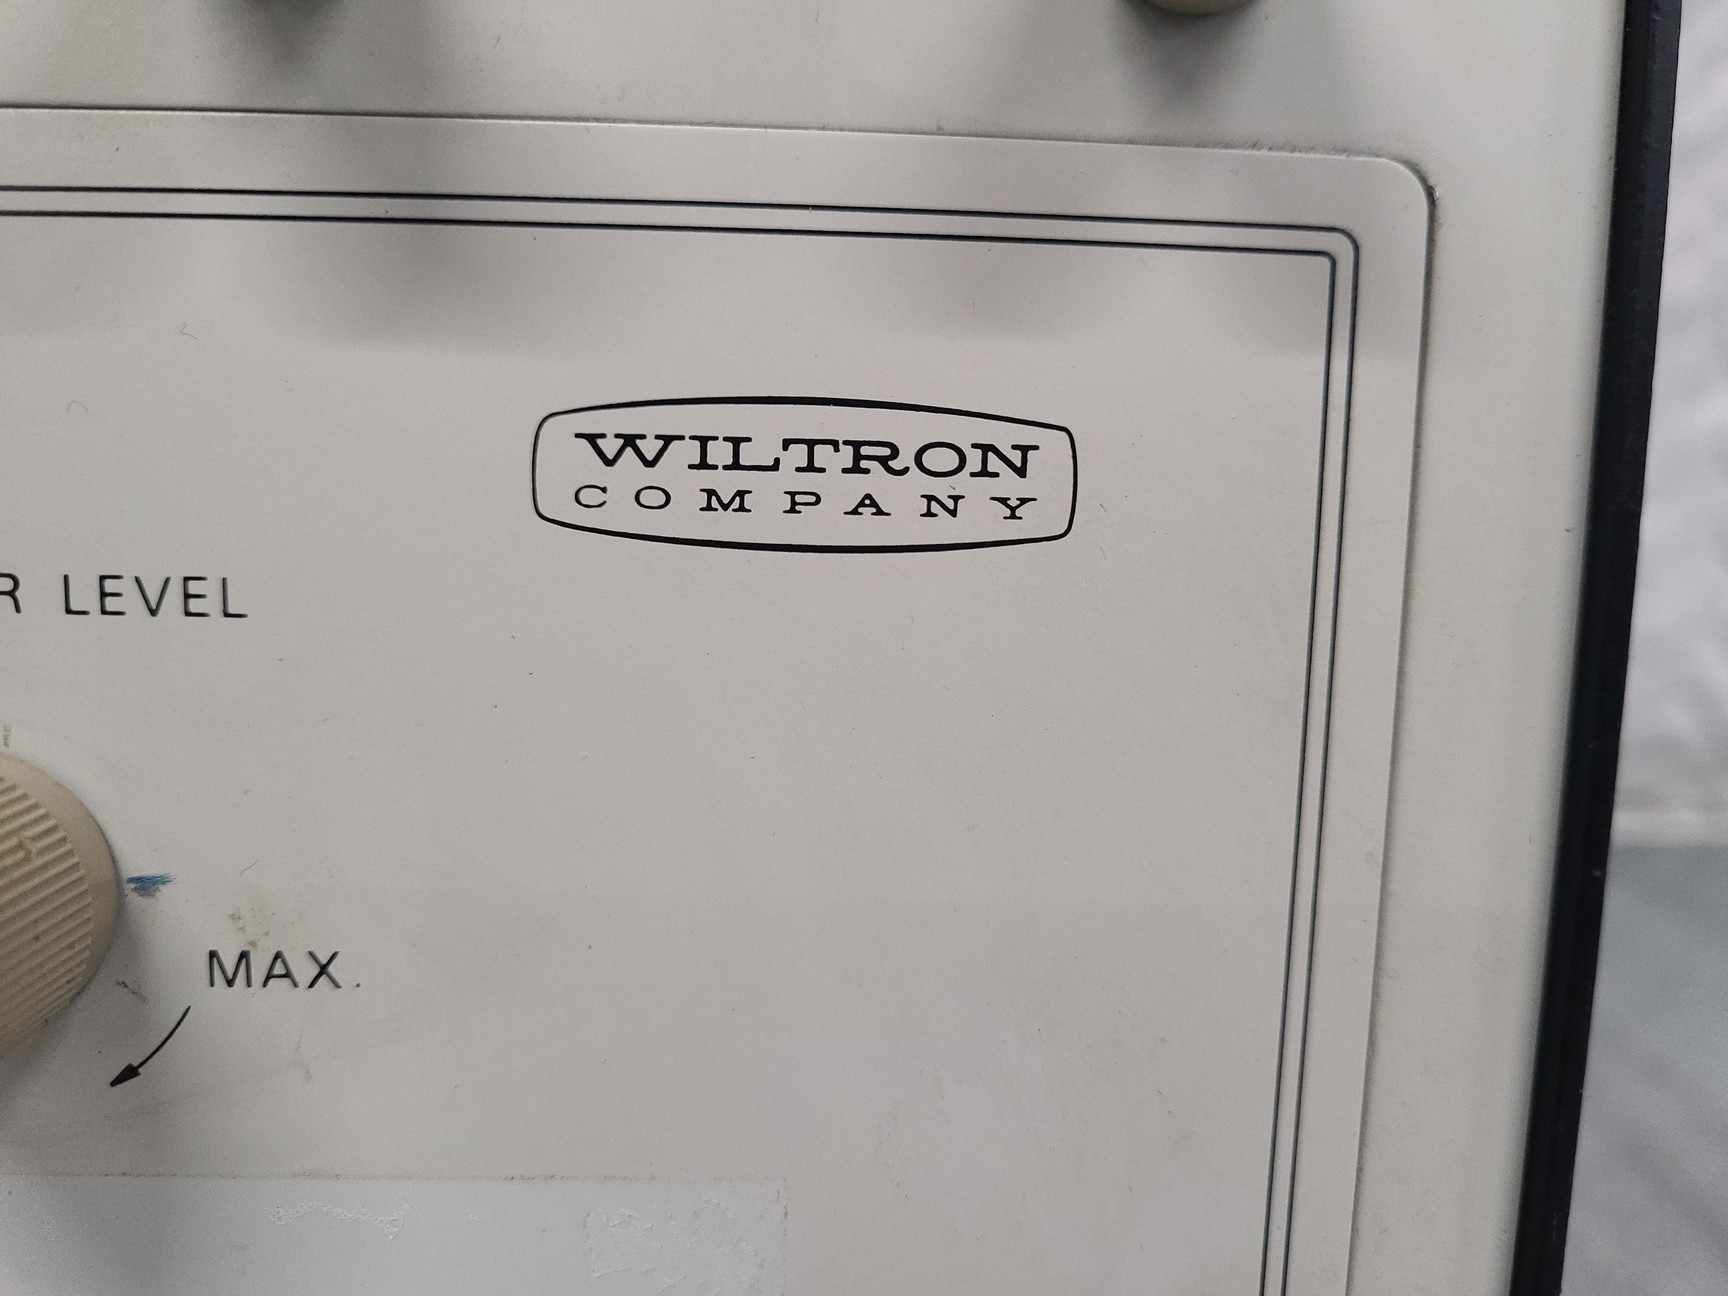 WILTRON
COMPANY
R LEVEL
MAX.